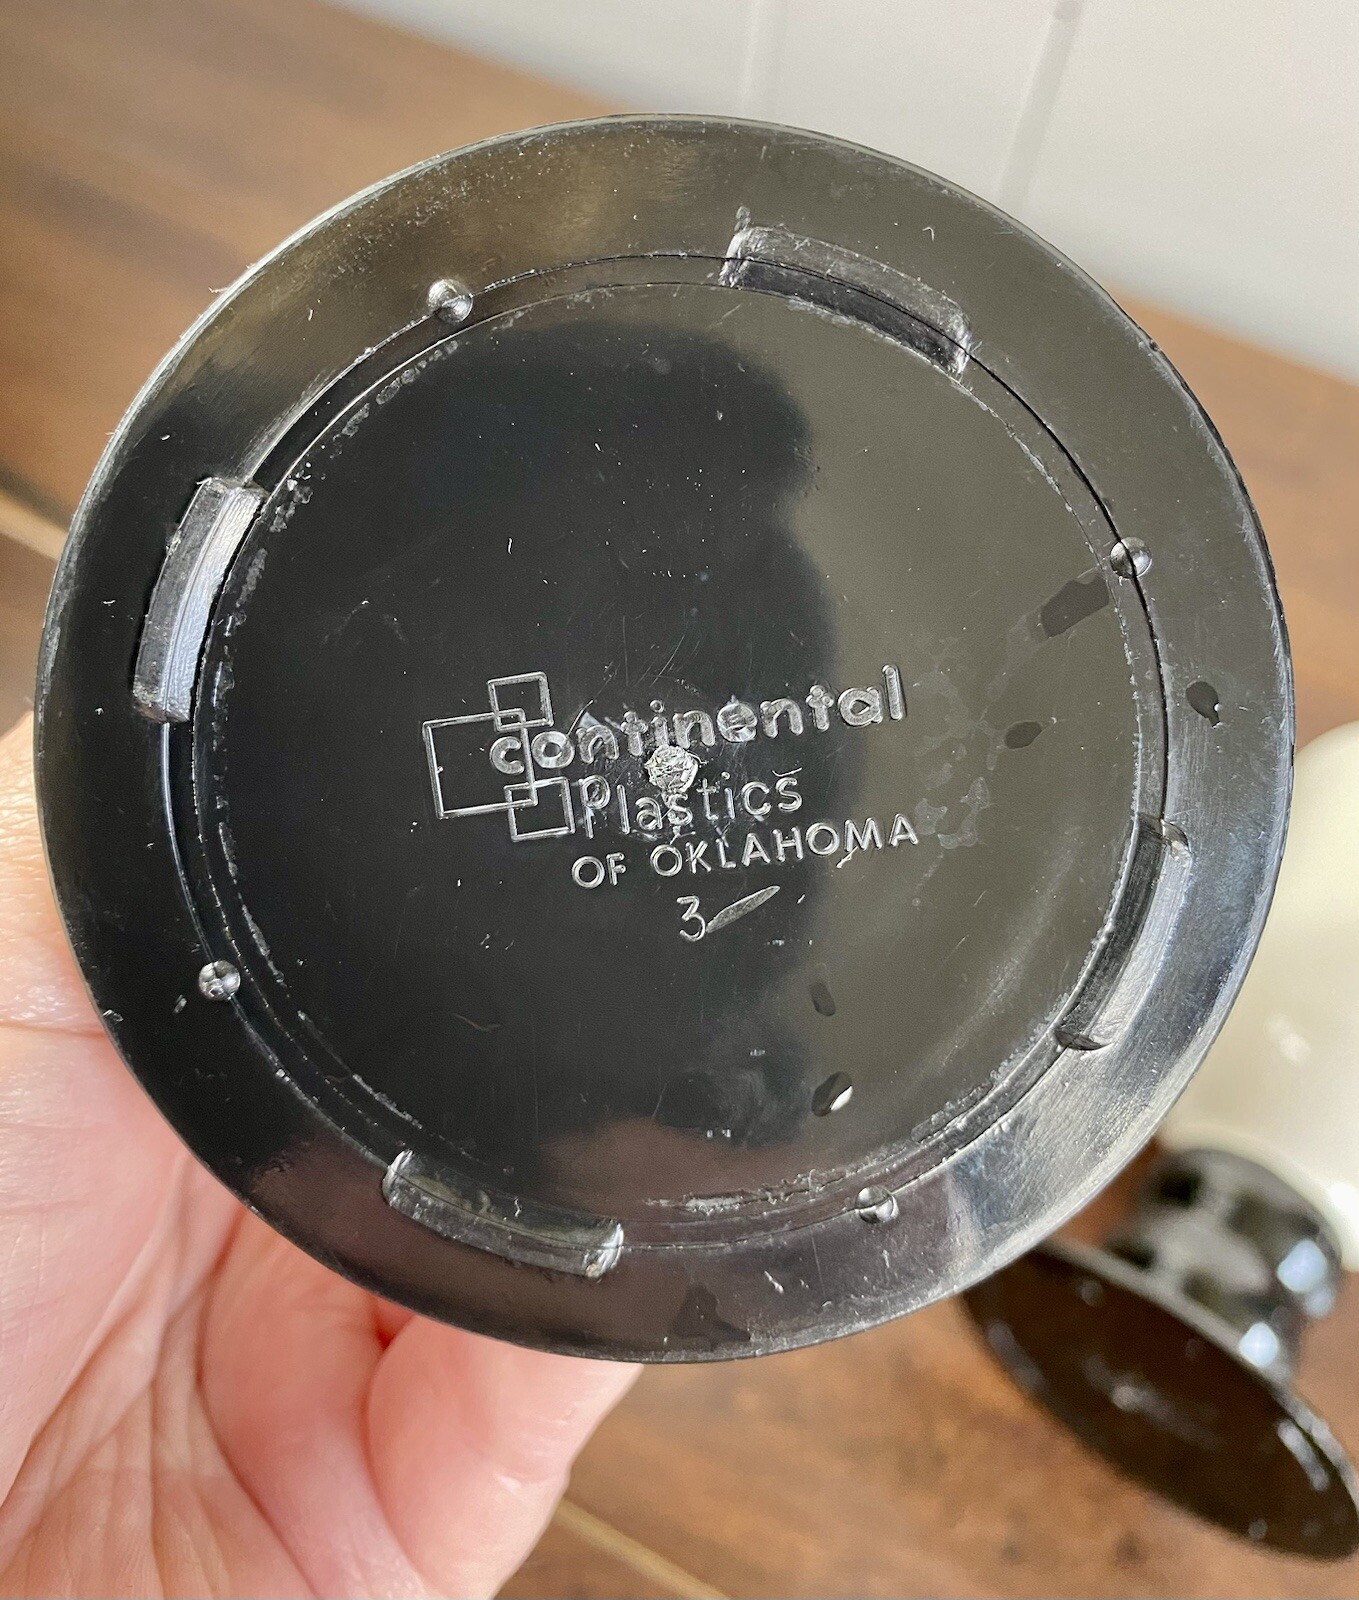 continental
Plastics
OF OKLAHOMA
3